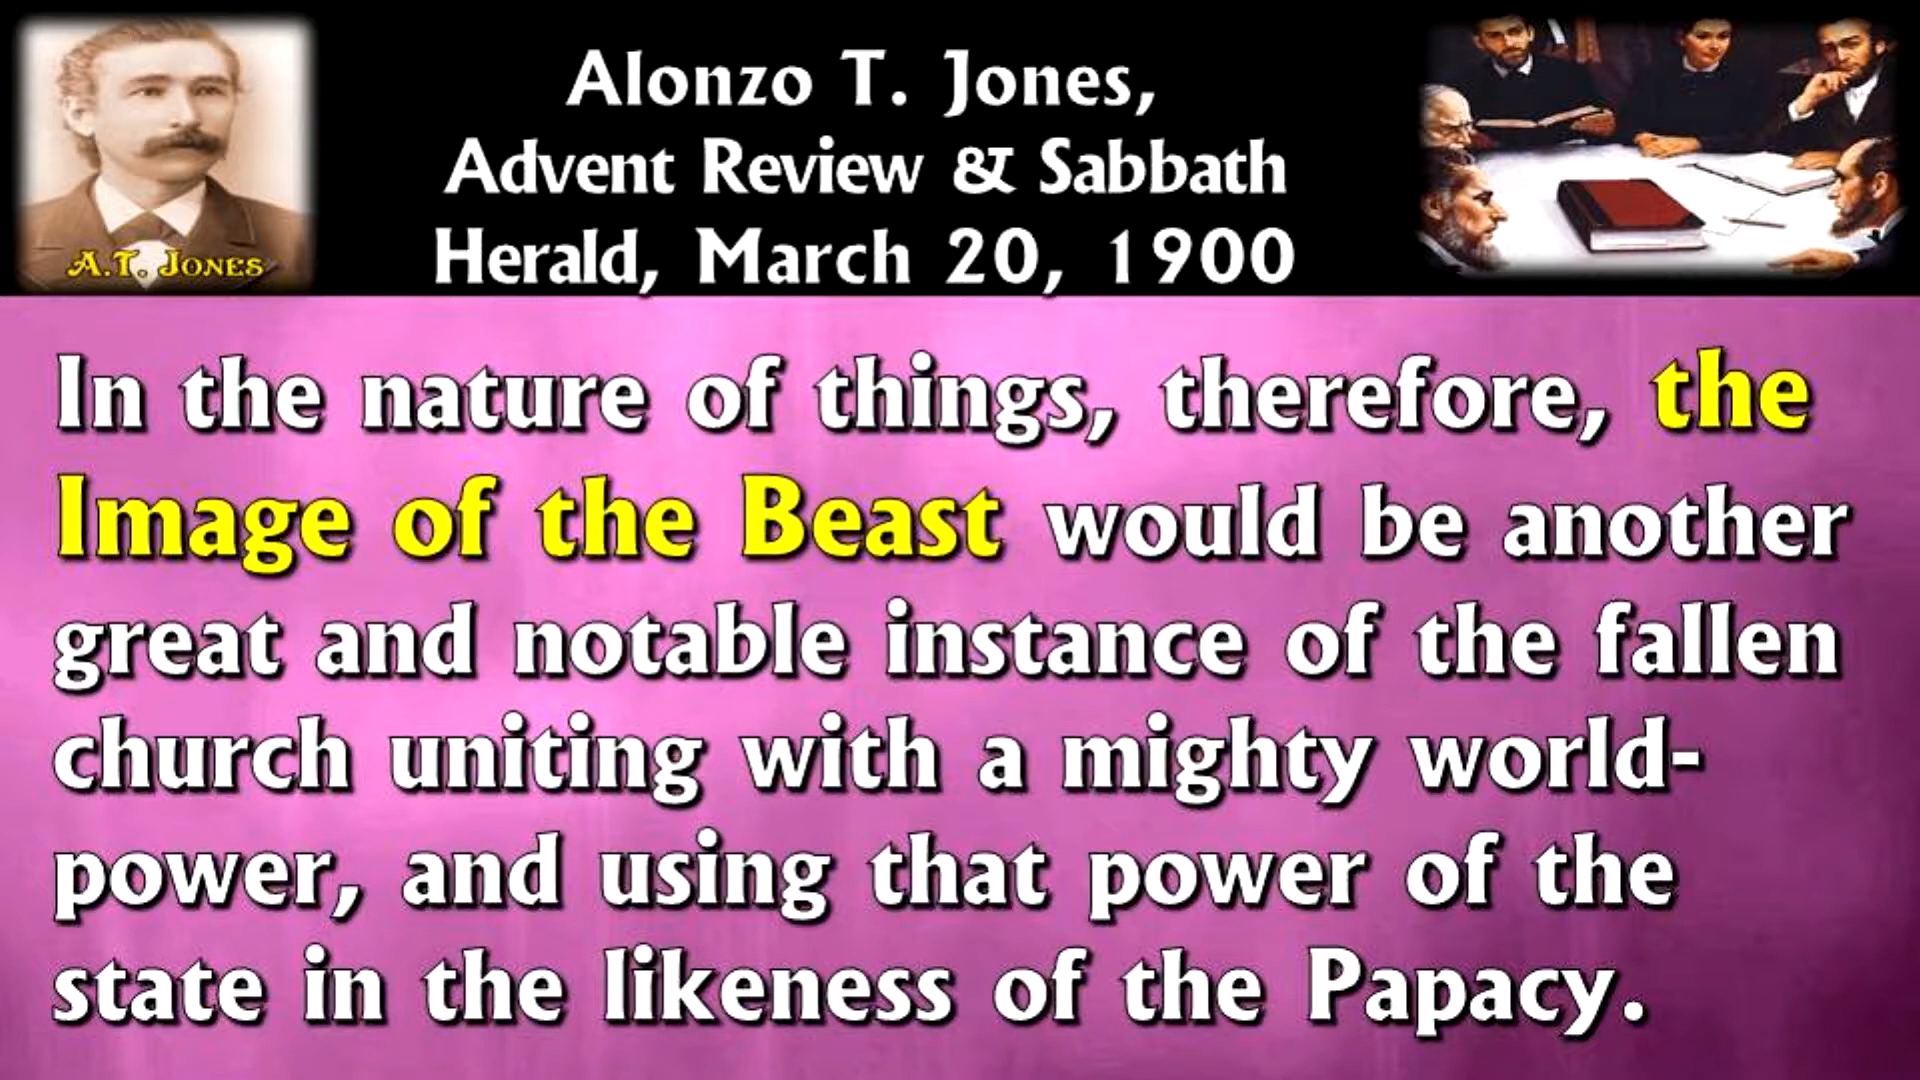 A.T. JONES
Alonzo T. Jones,
Advent Review & Sabbath
Herald, March 20, 1900
In the nature of things, therefore, the
Image of the Beast would be another
great and notable instance of the fallen
church uniting with a mighty world-
power, and using that power of the
state in the likeness of the Papacy.